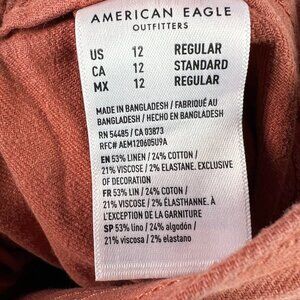 AMERICAN EAGLE
OUTFITTERS
US 12 REGULAR
CA 12 STANDARD
MX 12 REGULAR
MADE IN BANGLADESH / FABRIQUÉ AU
BANGLADESH / HECHO EN BANGLADESH
RN 54485 / CA 03873
RFC# AEM120605U9A
EN 53% LINEN / 24% COTTON /
21% VISCOSE / 2% ELASTANE. EXCLUSIVE
OF DECORATION
FR 53% LIN / 24% COTON /
21% VISCOSE / 2% ÉLASTHANNE. À
L'EXCEPTION DE LA GARNITURE
SP 53% lino / 24% algodón /
21% viscosa / 2% elastano